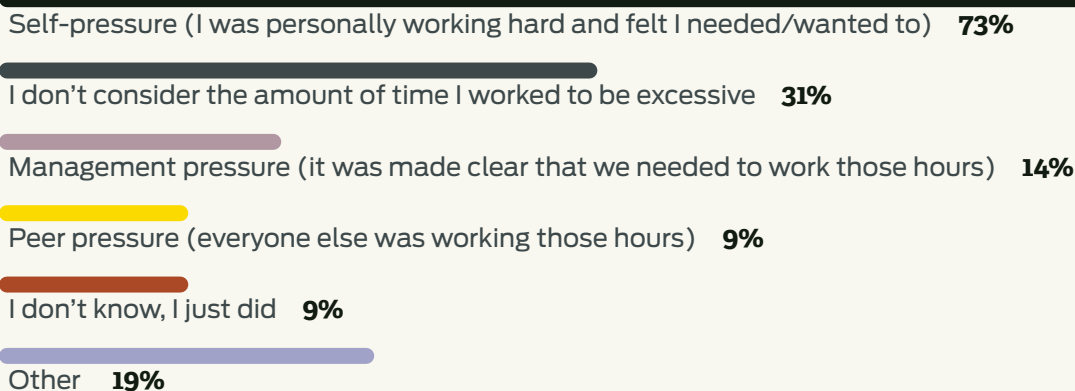 Self-pressure (I was personally working hard and felt I needed/wanted to) 73%
I don’t consider the amount of time I worked to be excessive 31%
Management pressure (it was made clear that we needed to work those hours) 14%
Peer pressure (everyone else was working those hours) 9%
I don’t know, I just did 9%
Other 19%